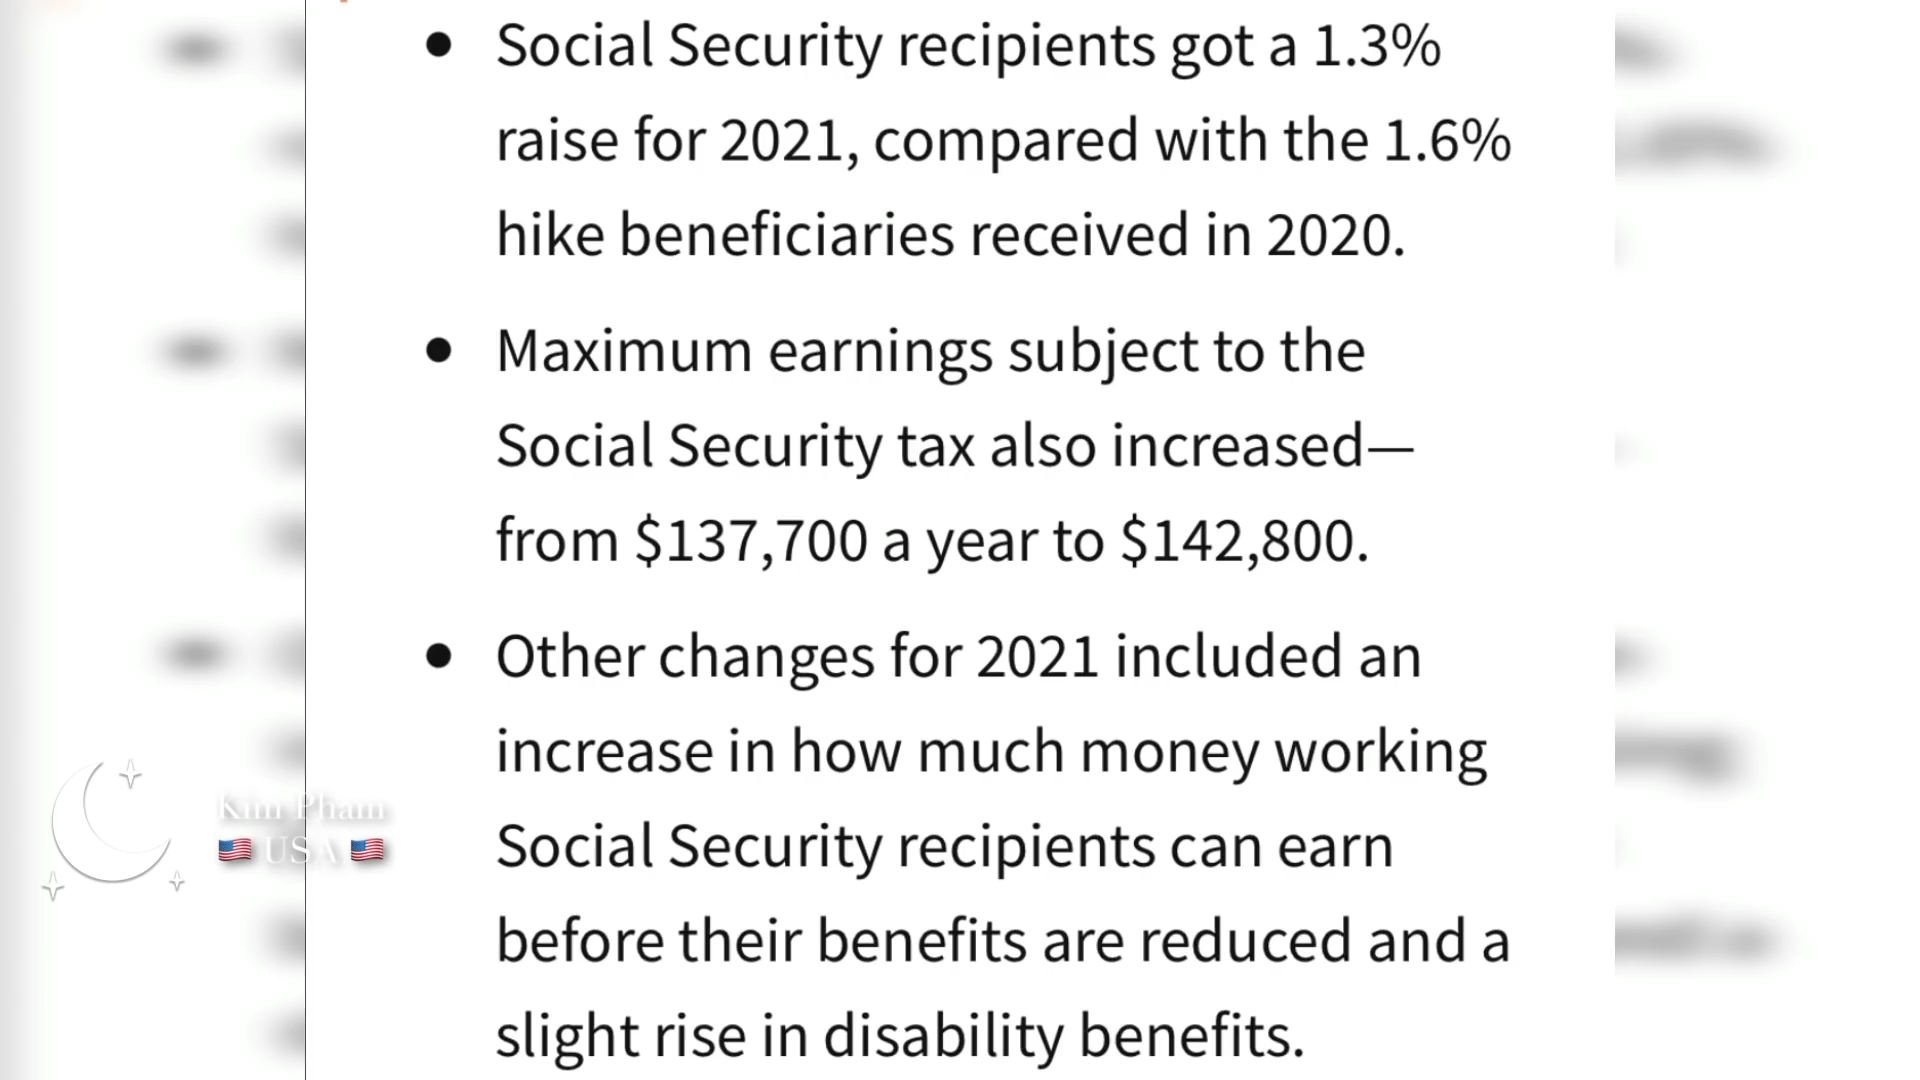 • Social Security recipients got a 1.3%
raise for 2021, compared with the 1.6%
hike beneficiaries received in 2020.
• Maximum earnings subject to the
Social Security tax also increased—
from $137,700 a year to $142,800.
• Other changes for 2021 included an
increase in how much money working
Social Security recipients can earn
before their benefits are reduced and a
slight rise in disability benefits.
Kim Pham
🇺🇸 USA 🇺🇸